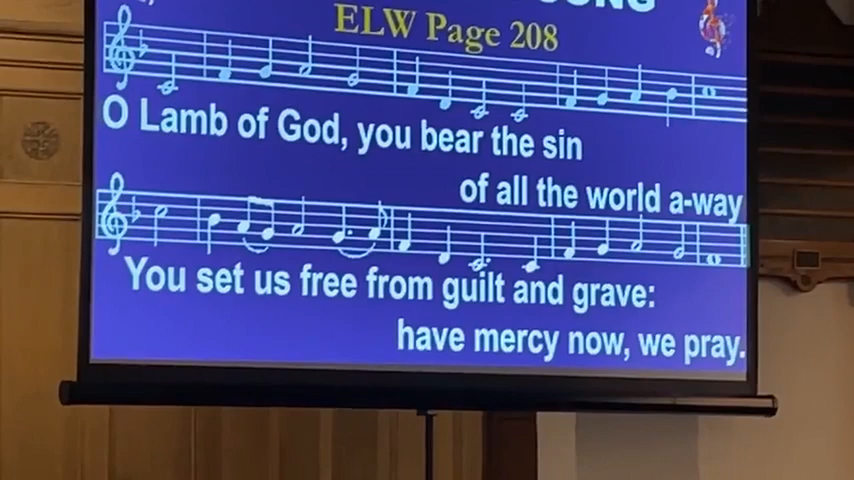 SONG
ELW Page 208
O Lamb of God, you bear the sin
of all the world a-way
You set us free from guilt and grave:
have mercy now, we pray.